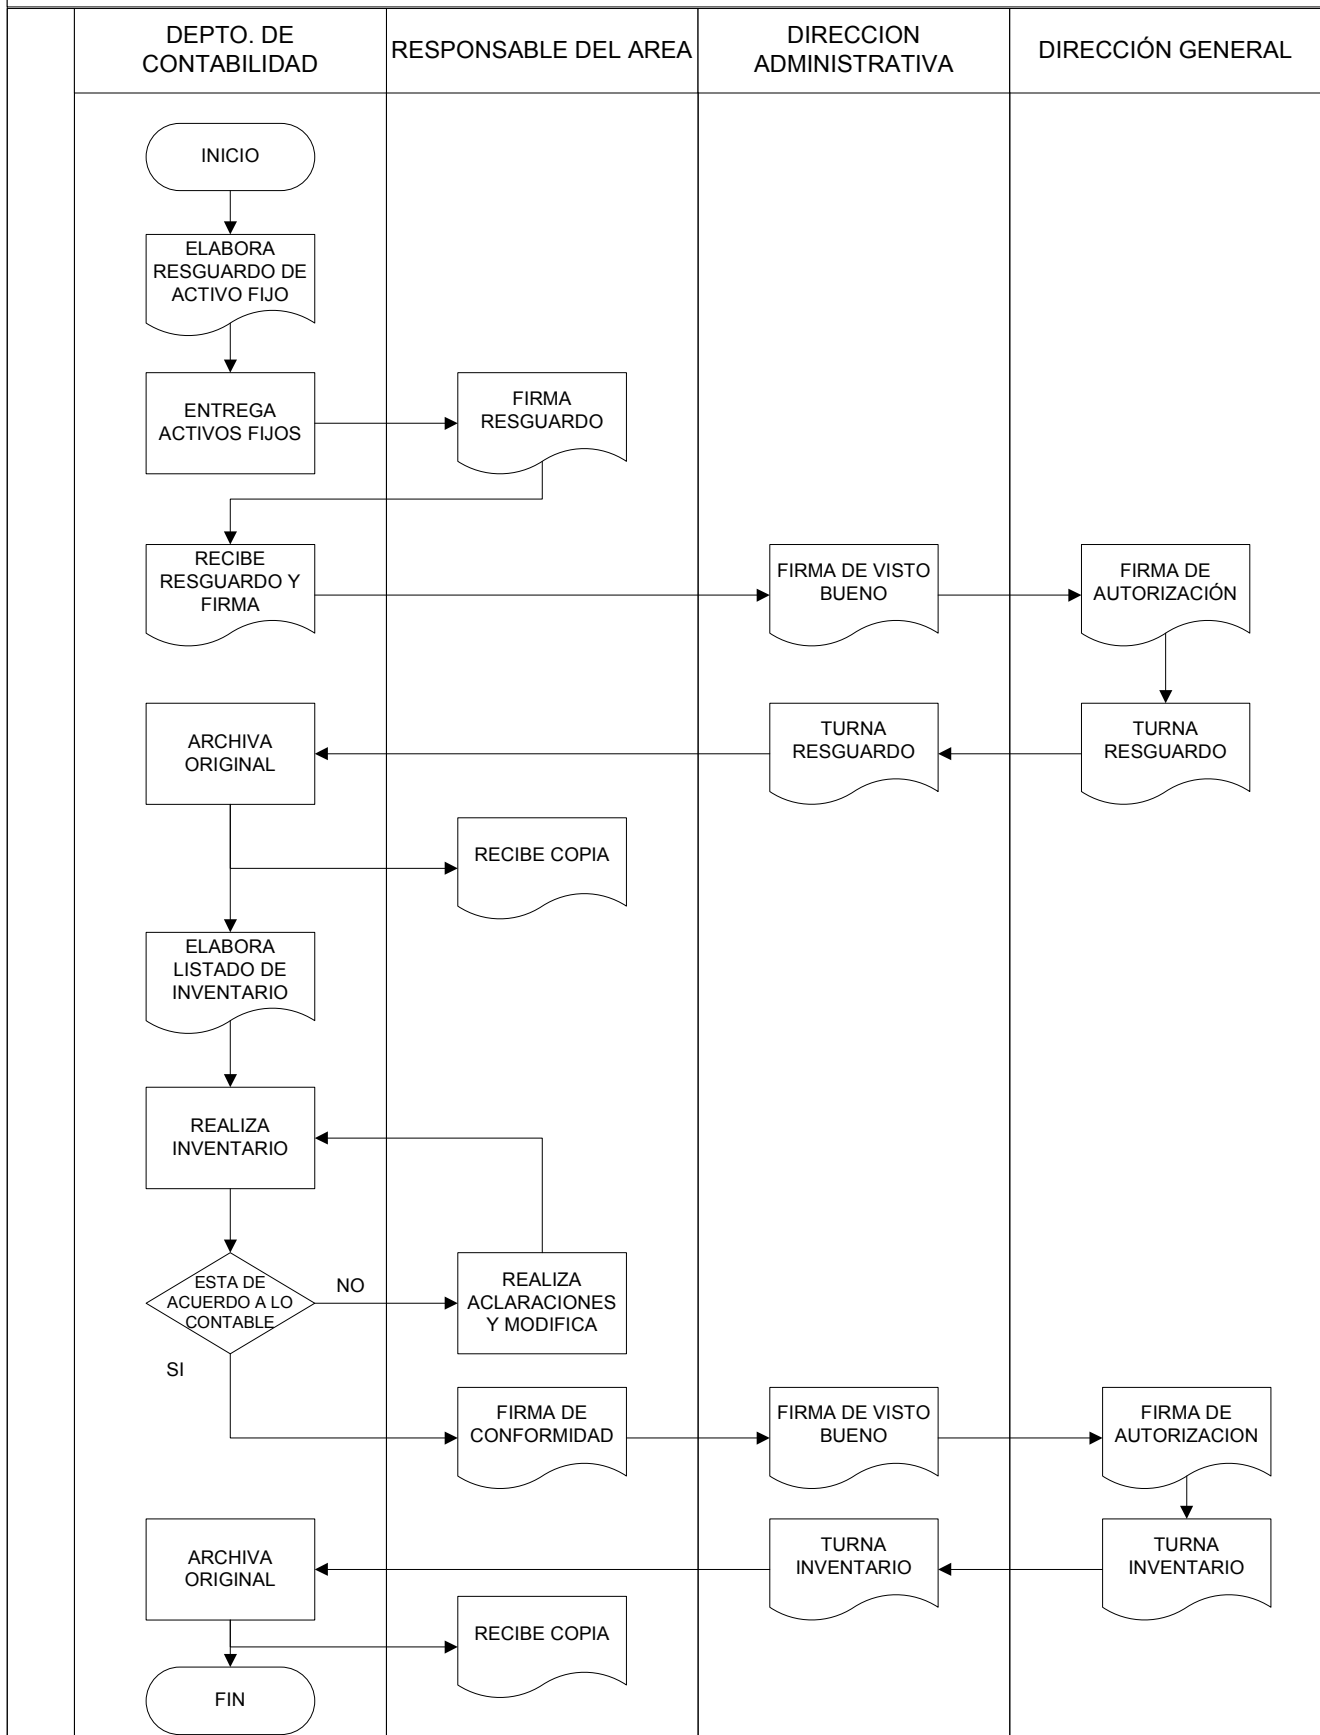 DEPTO. DE
CONTABILIDAD
RESPONSABLE DEL AREA
DIRECCION
ADMINISTRATIVA
DIRECCIÓN GENERAL
INICIO
ELABORA
RESGUARDO DE
ACTIVO FIJO
ENTREGA
ACTIVOS FIJOS
FIRMA
RESGUARDO
RECIBE
RESGUARDO Y
FIRMA
FIRMA DE VISTO
BUENO
FIRMA DE
AUTORIZACIÓN
ARCHIVA
ORIGINAL
TURNA
RESGUARDO
TURNA
RESGUARDO
RECIBE COPIA
ELABORA
LISTADO DE
INVENTARIO
REALIZA
INVENTARIO
ESTA DE
ACUERDO A LO
CONTABLE
NO
REALIZA
ACLARACIONES
Y MODIFICA
SI
FIRMA DE
CONFORMIDAD
FIRMA DE VISTO
BUENO
FIRMA DE
AUTORIZACION
ARCHIVA
ORIGINAL
TURNA
INVENTARIO
TURNA
INVENTARIO
RECIBE COPIA
FIN